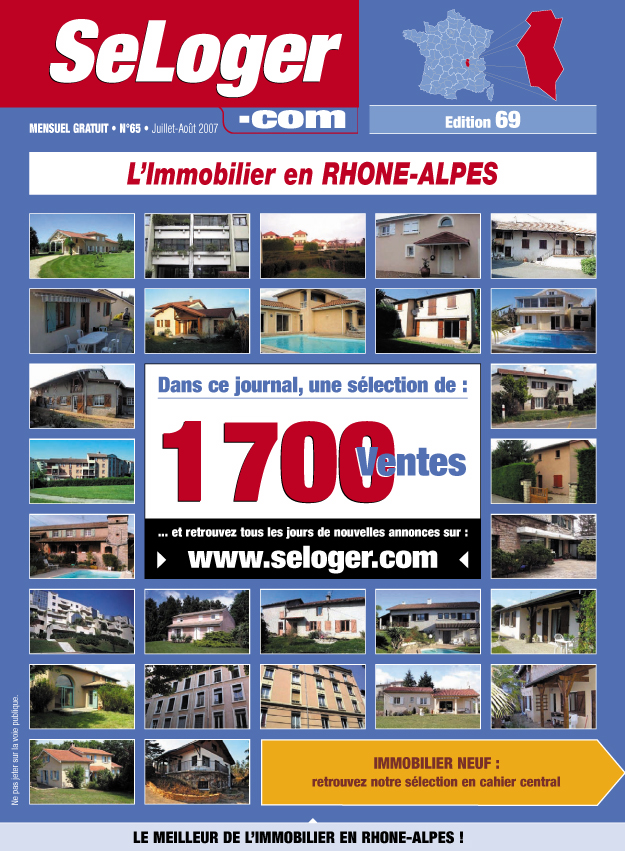 SeLoger
.com
MENSUEL GRATUIT • N°65 • Juillet-Août 2007
Edition 69
L'Immobilier en RHONE-ALPES
Dans ce journal, une sélection de :
1700 Ventes
... et retrouvez tous les jours de nouvelles annonces sur :
www.seloger.com
IMMOBILIER NEUF :
retrouvez notre sélection en cahier central
Ne pas jeter sur la voie publique.
LE MEILLEUR DE L'IMMOBILIER EN RHONE-ALPES !